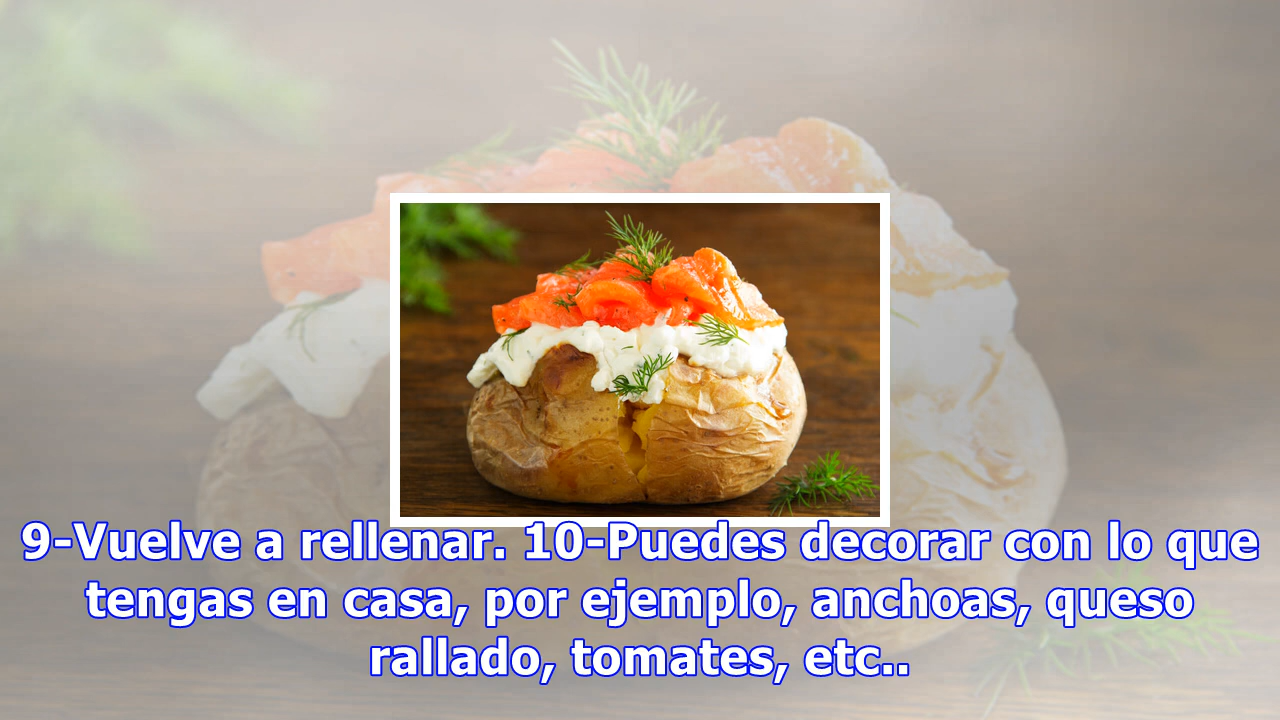 9-Vuelve a rellenar. 10-Puedes decorar con lo que
tengas en casa, por ejemplo, anchoas, queso
rallado, tomates, etc..